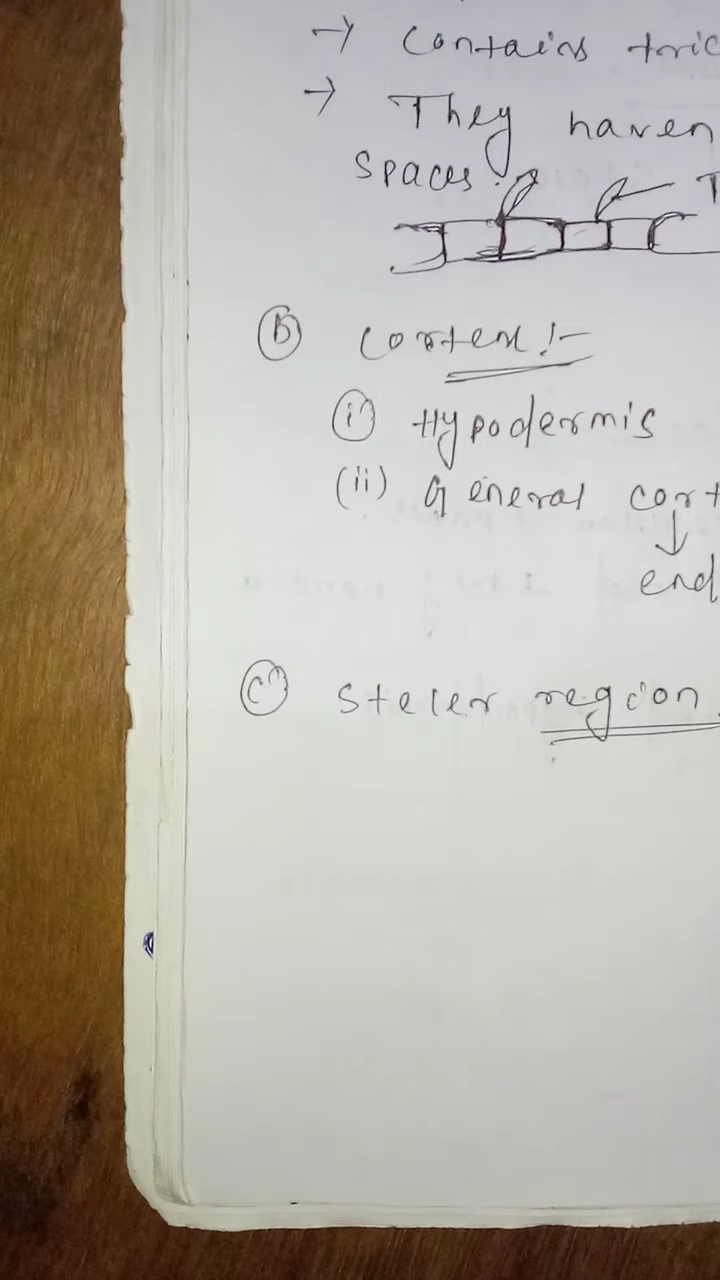 → Contains tric
→ They haven
spaces.
T
(b) Cortex:-
(i) Hypodermis
(ii) General cort
↓
end
(c) Steler region.